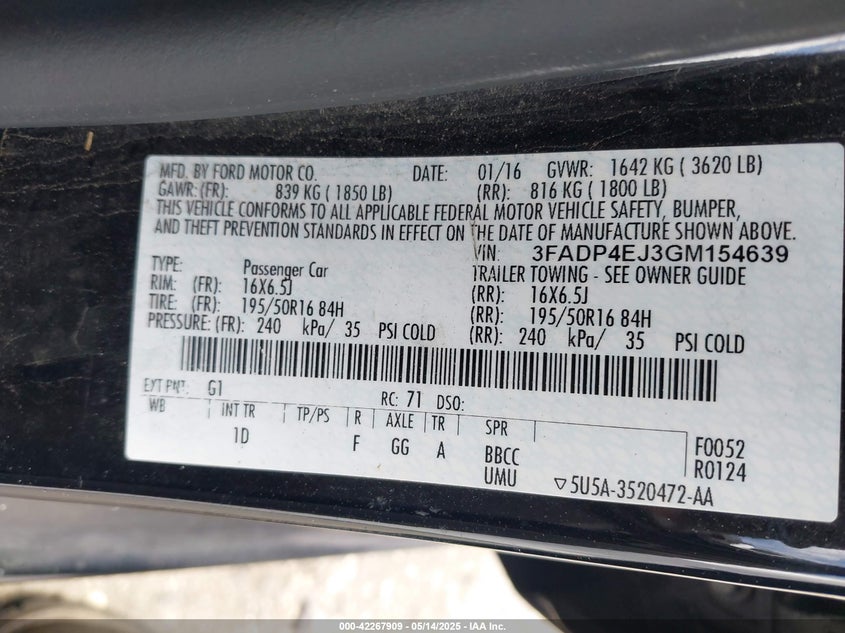 MFD. BY FORD MOTOR CO. DATE: 01/16 GVWR: 1642 KG ( 3620 LB)
GAWR: (FR): 839 KG ( 1850 LB) (RR): 816 KG ( 1800 LB)
THIS VEHICLE CONFORMS TO ALL APPLICABLE FEDERAL MOTOR VEHICLE SAFETY, BUMPER,
AND THEFT PREVENTION STANDARDS IN EFFECT ON THE DATE OF MANUFACTURE SHOWN ABOVE.
VIN: 3FADP4EJ3GM154639
TYPE: Passenger Car TRAILER TOWING - SEE OWNER GUIDE
RIM: (FR): 16X6.5J (RR): 16X6.5J
TIRE: (FR): 195/50R16 84H (RR): 195/50R16 84H
PRESSURE: (FR): 240 kPa/ 35 PSI COLD (RR): 240 kPa/ 35 PSI COLD
EXT PNT: G1 RC: 71 DSO:
WB INT TR TP/PS R AXLE TR SPR
1D F GG A BBCC F0052
UMU R0124
▽5U5A-3520472-AA
000-42267909 - 05/14/2025 - IAA Inc.